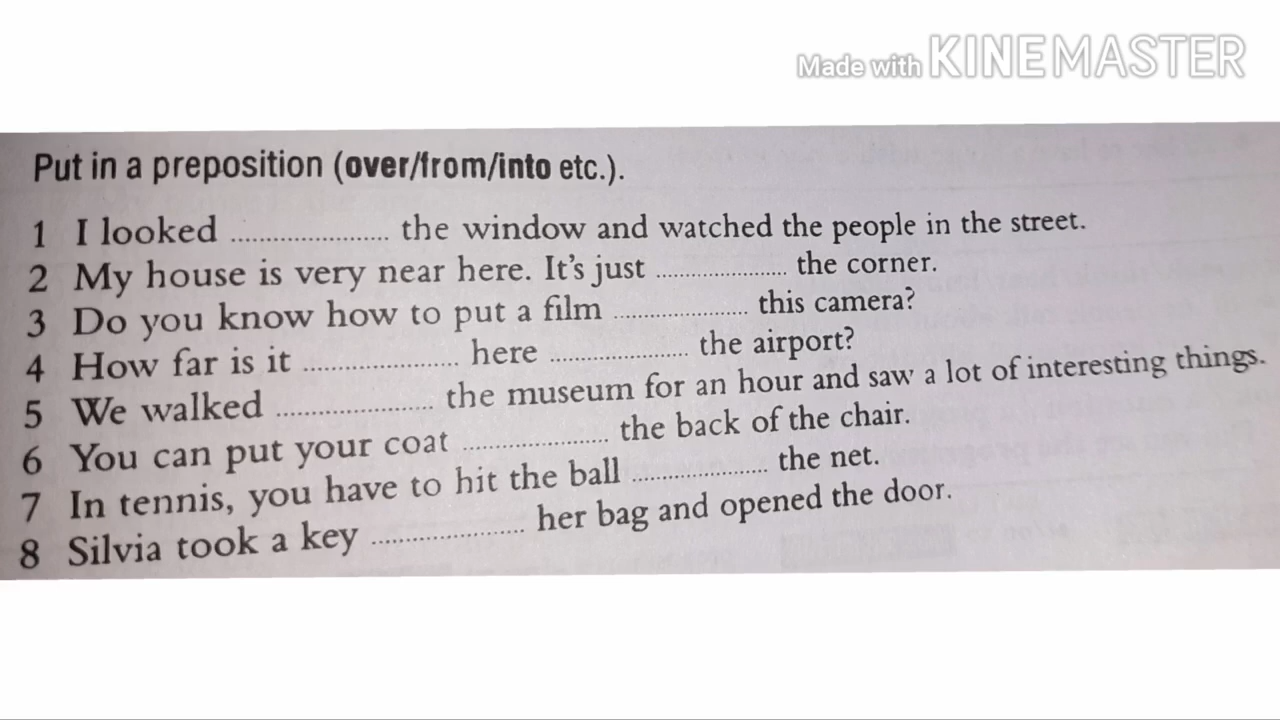 Made with KINEMASTER
Put in a preposition (over/from/into etc.).
1 I looked ........................ the window and watched the people in the street.
2 My house is very near here. It's just .................... the corner.
3 Do you know how to put a film .................... this camera?
4 How far is it ........................ here .................... the airport?
5 We walked ........................ the museum for an hour and saw a lot of interesting things.
6 You can put your coat ...................... the back of the chair.
7 In tennis, you have to hit the ball .................... the net.
8 Silvia took a key ........................ her bag and opened the door.